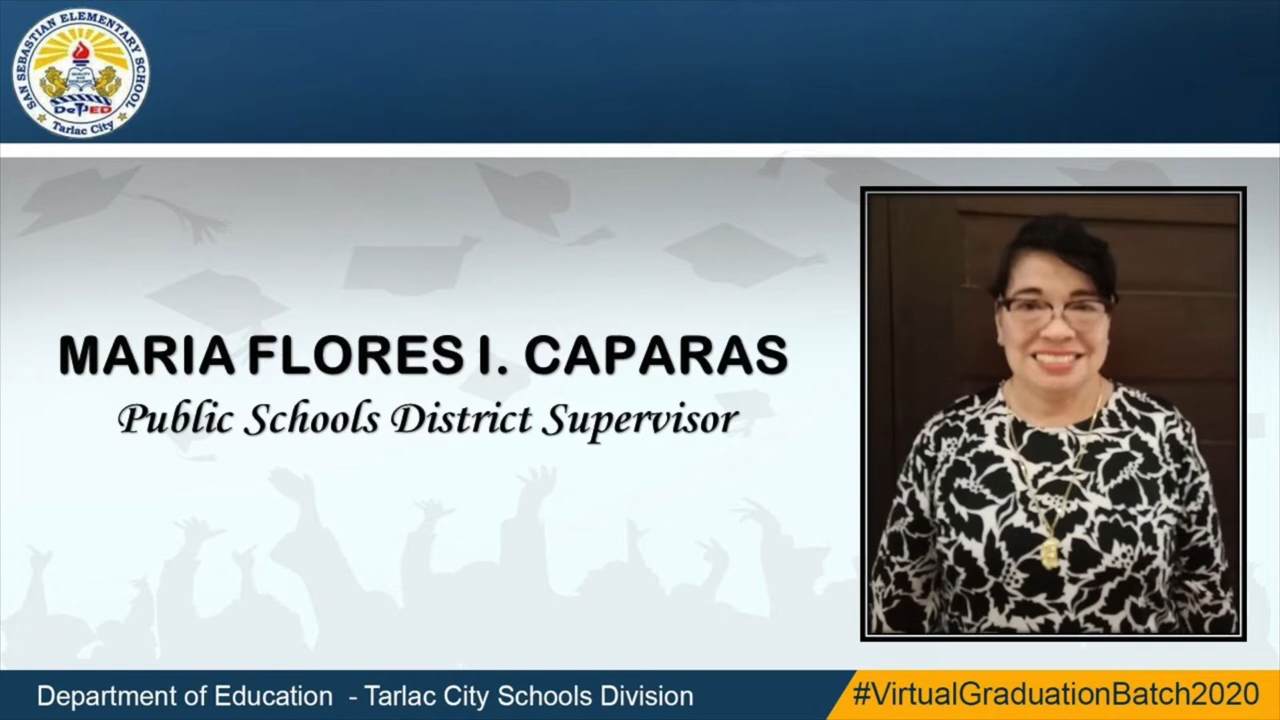 SAN SEBASTIAN ELEMENTARY SCHOOL
DepED
Tarlac City
MARIA FLORES I. CAPARAS
Public Schools District Supervisor
Department of Education - Tarlac City Schools Division
#VirtualGraduationBatch2020